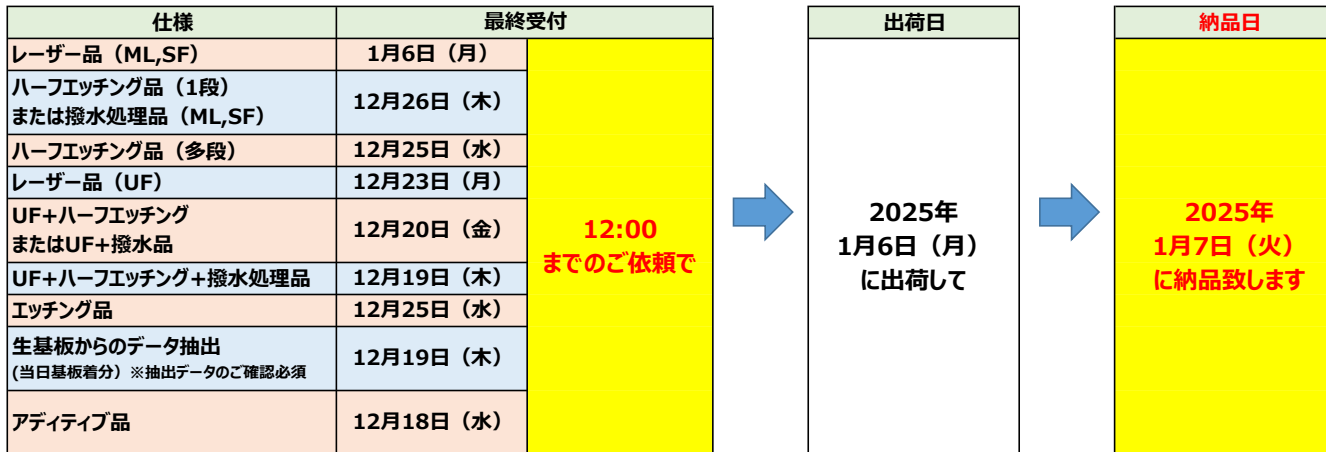 仕様 最終受付 出荷日 納品日
レーザー品（ML,SF） 1月6日（月）
ハーフエッチング品（1段）
または撥水処理品（ML,SF） 12月26日（木）
ハーフエッチング品（多段） 12月25日（水）
レーザー品（UF） 12月23日（月）
UF+ハーフエッチング
またはUF+撥水品 12月20日（金）
UF+ハーフエッチング+撥水処理品 12月19日（木）
エッチング品 12月25日（水）
生基板からのデータ抽出
(当日基板着分）※抽出データのご確認必須 12月19日（木）
アディティブ品 12月18日（水）
12:00
までのご依頼で
2025年
1月6日（月）
に出荷して
2025年
1月7日（火）
に納品致します